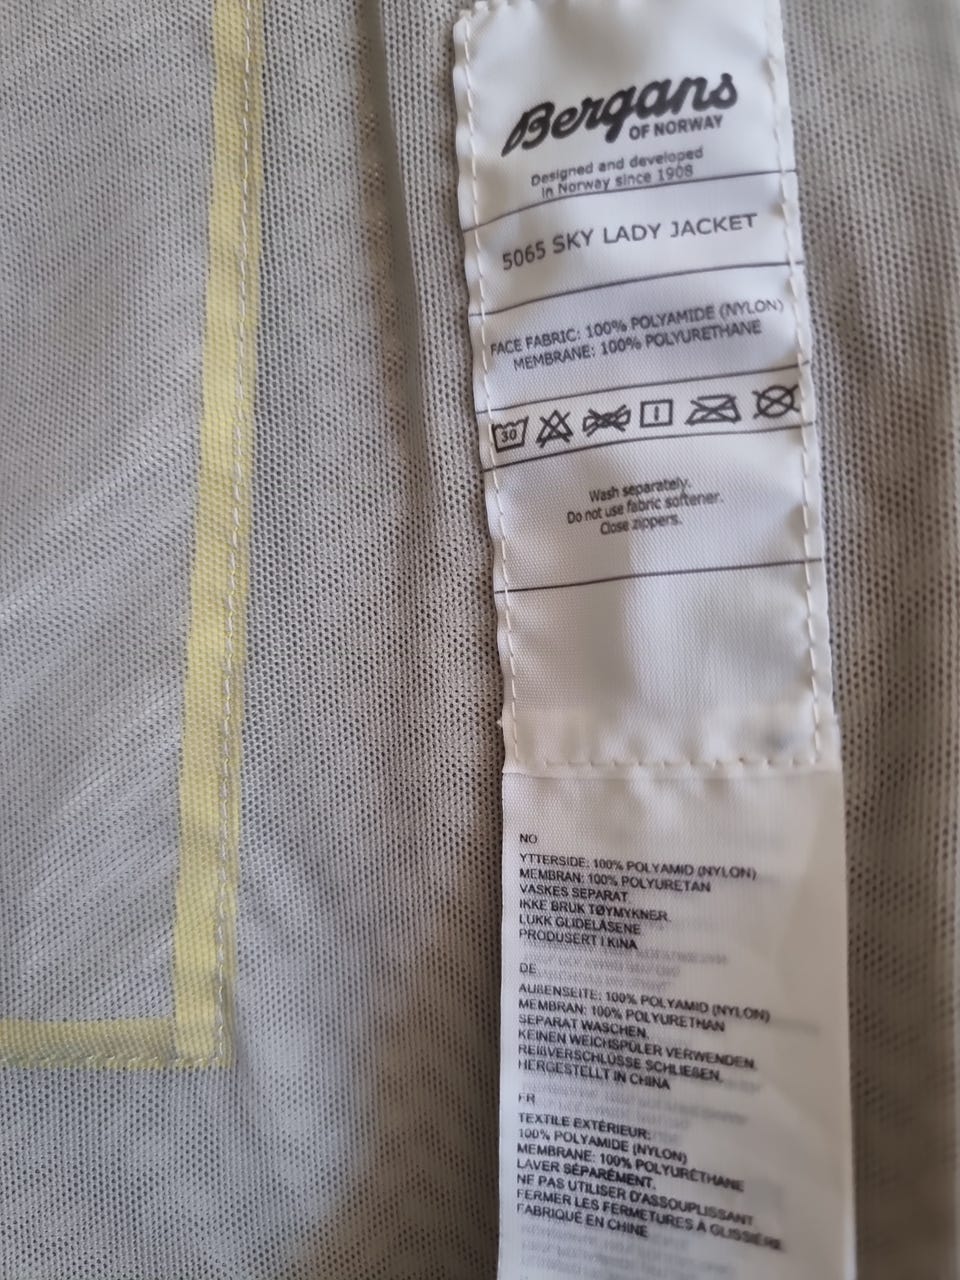 Bergans
OF NORWAY
Designed and developed
in Norway since 1908
5065 SKY LADY JACKET
FACE FABRIC: 100% POLYAMIDE (NYLON)
MEMBRANE: 100% POLYURETHANE
30
Wash separately.
Do not use fabric softener.
Close zippers.
NO
YTTERSIDE: 100% POLYAMID (NYLON)
MEMBRAN: 100% POLYURETAN
VASKES SEPARAT.
IKKE BRUK TØYMYKNER.
LUKK GLIDELÅSENE
PRODUSERT I KINA
DE
AUßENSEITE: 100% POLYAMID (NYLON)
MEMBRAN: 100% POLYURETHAN
SEPARAT WASCHEN.
KEINEN WEICHSPÜLER VERWENDEN.
REIßVERSCHLÜSSE SCHLIEßEN.
HERGESTELLT IN CHINA
FR
TEXTILE EXTÉRIEUR:
100% POLYAMIDE (NYLON)
MEMBRANE: 100% POLYURÉTHANE
LAVER SÉPARÉMENT.
NE PAS UTILISER D'ASSOUPLISSANT
FERMER LES FERMETURES À GLISSIÈRE
FABRIQUÉ EN CHINE